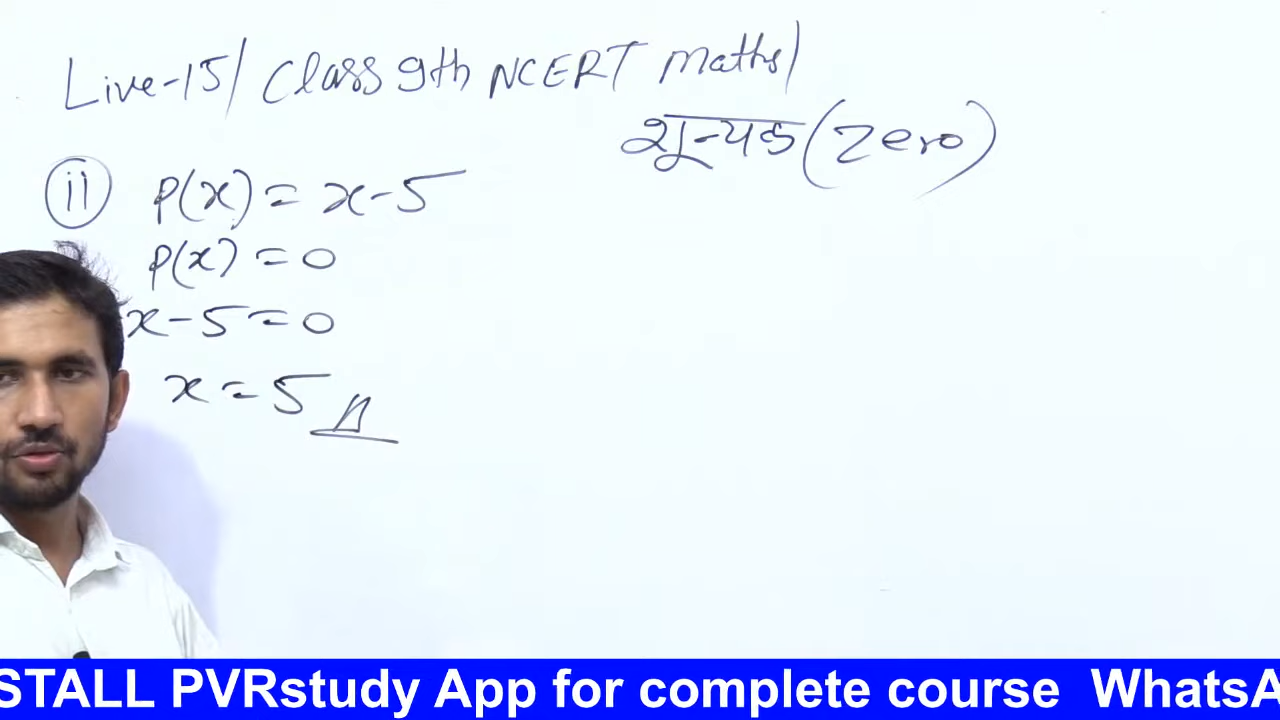 Live-15/ Class 9th NCERT Maths/
शून्यक (Zero)
ii p(x) = x-5
p(x) = 0
x-5=0
x = 5
STALL PVRstudy App for complete course WhatsA